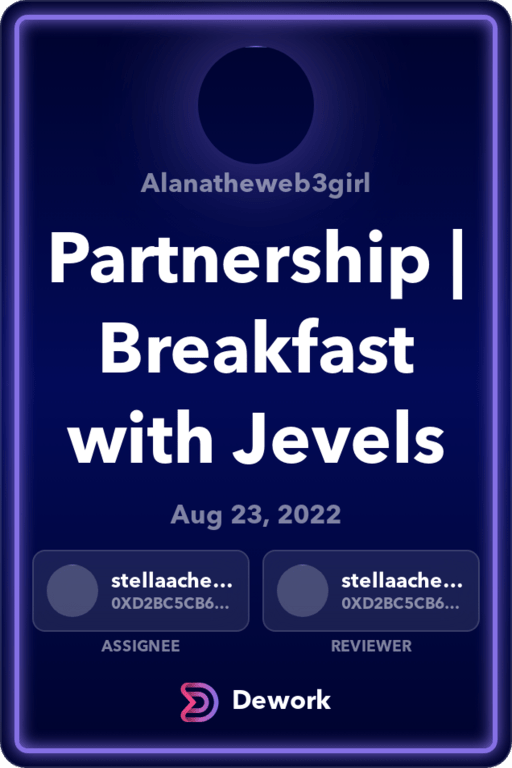 Alanatheweb3girl
Partnership |
Breakfast
with Jevels
Aug 23, 2022
stellaache...
0XD2BC5CB6...
ASSIGNEE
stellaache...
0XD2BC5CB6...
REVIEWER
Dework